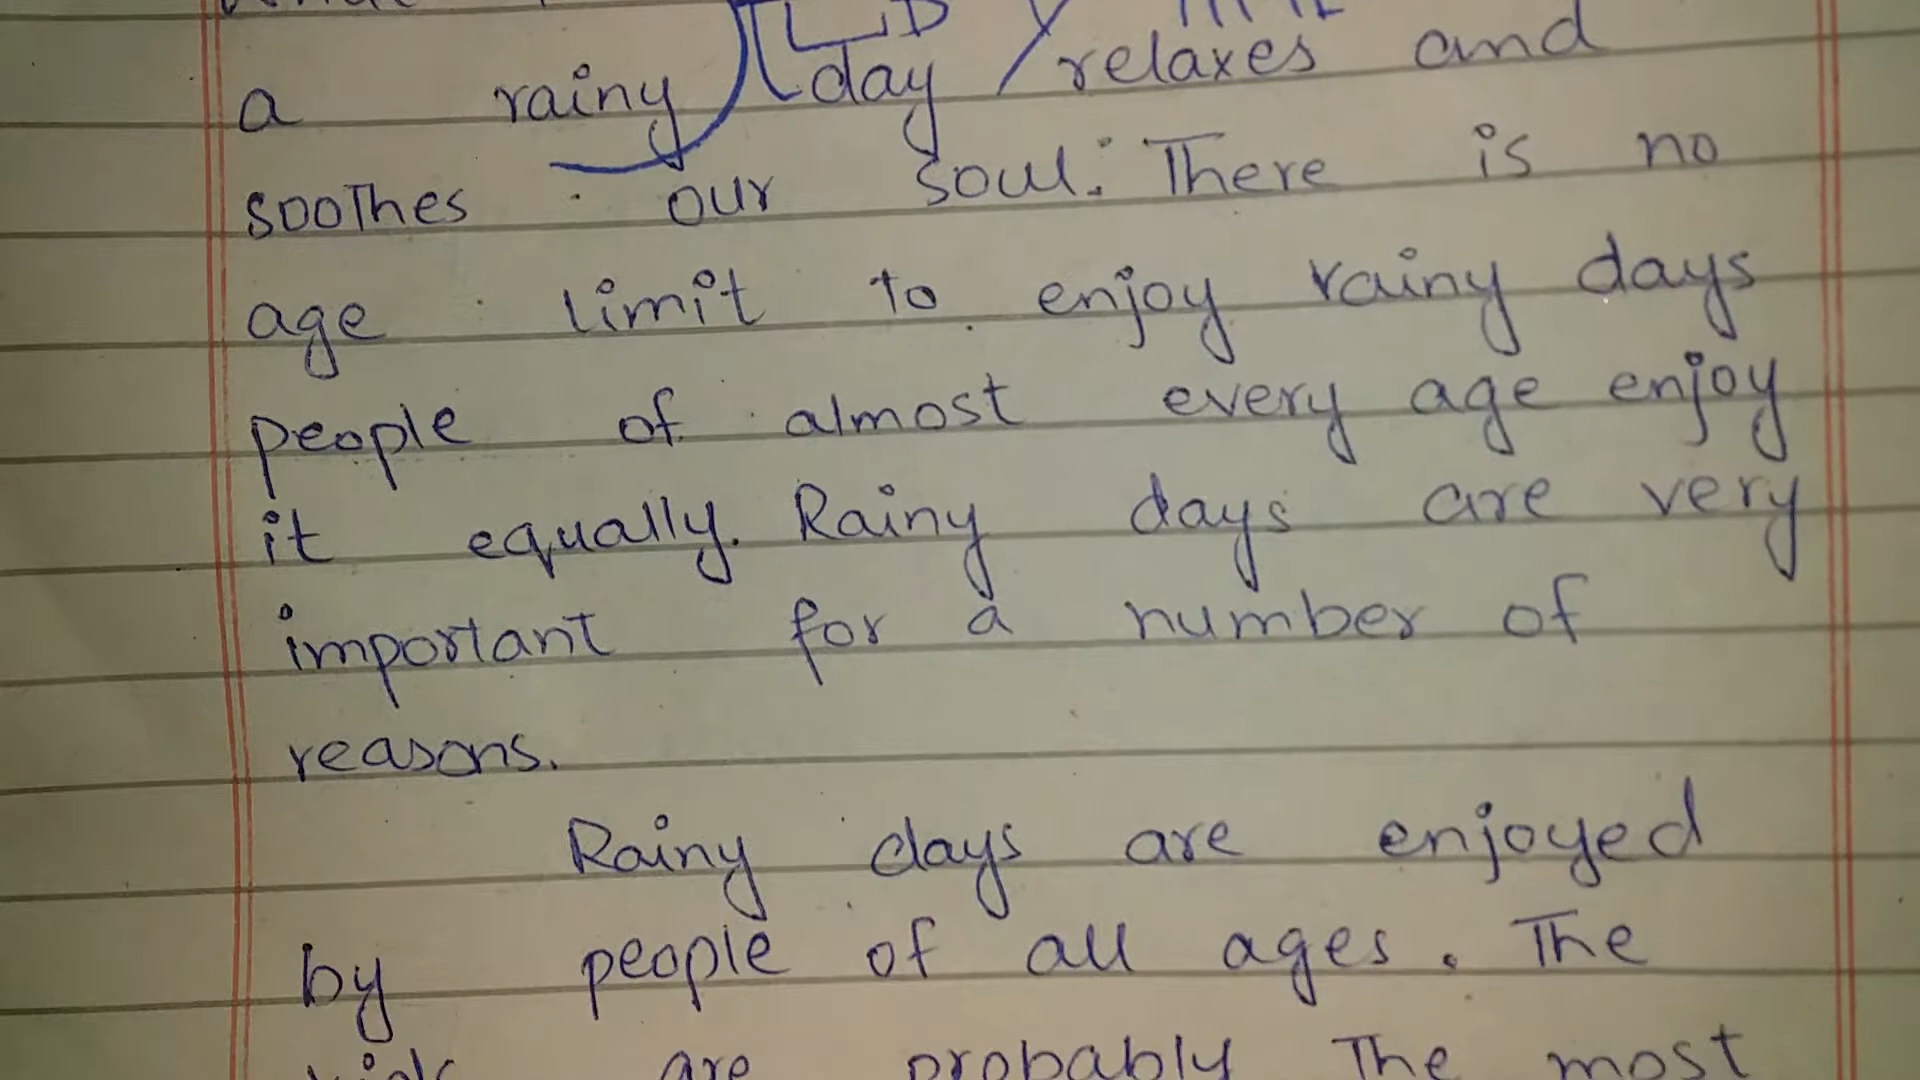 a rainy day relaxes and
soothes our soul. There is no
age limit to enjoy rainy days
people of almost every age enjoy
it equally. Rainy days are very
important for a number of
reasons.
Rainy days are enjoyed
by people of all ages. The
are probably The most